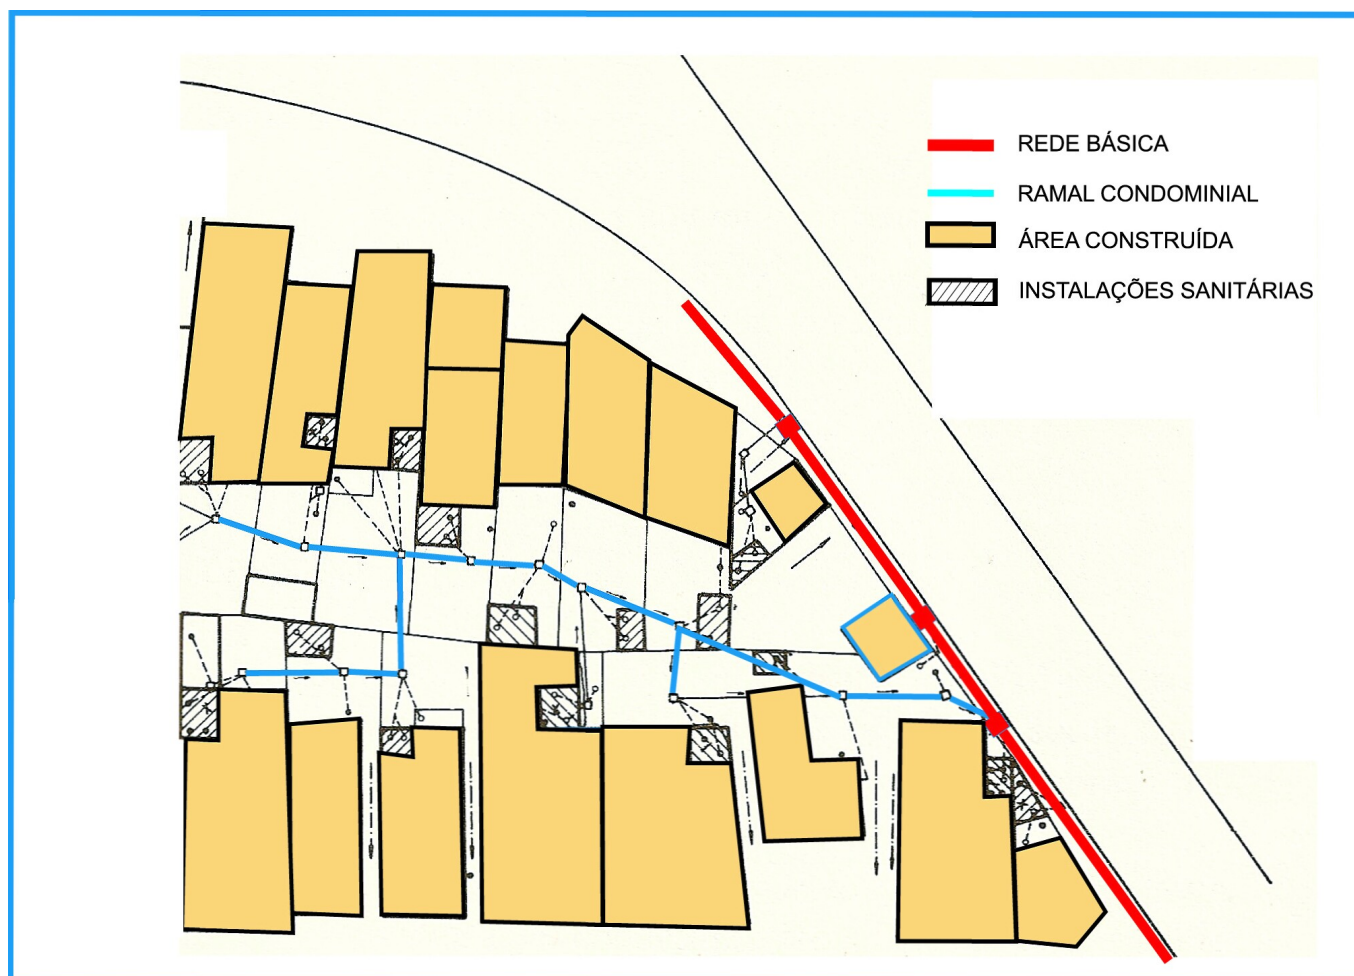 REDE BÁSICA
RAMAL CONDOMINIAL
ÁREA CONSTRUÍDA
INSTALAÇÕES SANITÁRIAS